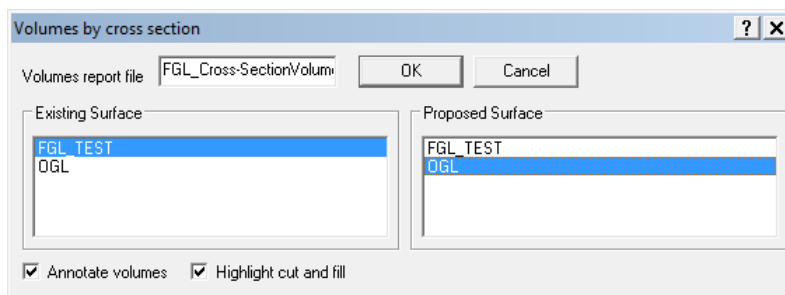 Volumes by cross section
Volumes report file FGL_Cross-SectionVolum OK Cancel
Existing Surface Proposed Surface
FGL_TEST FGL_TEST
OGL OGL
Annotate volumes Highlight cut and fill